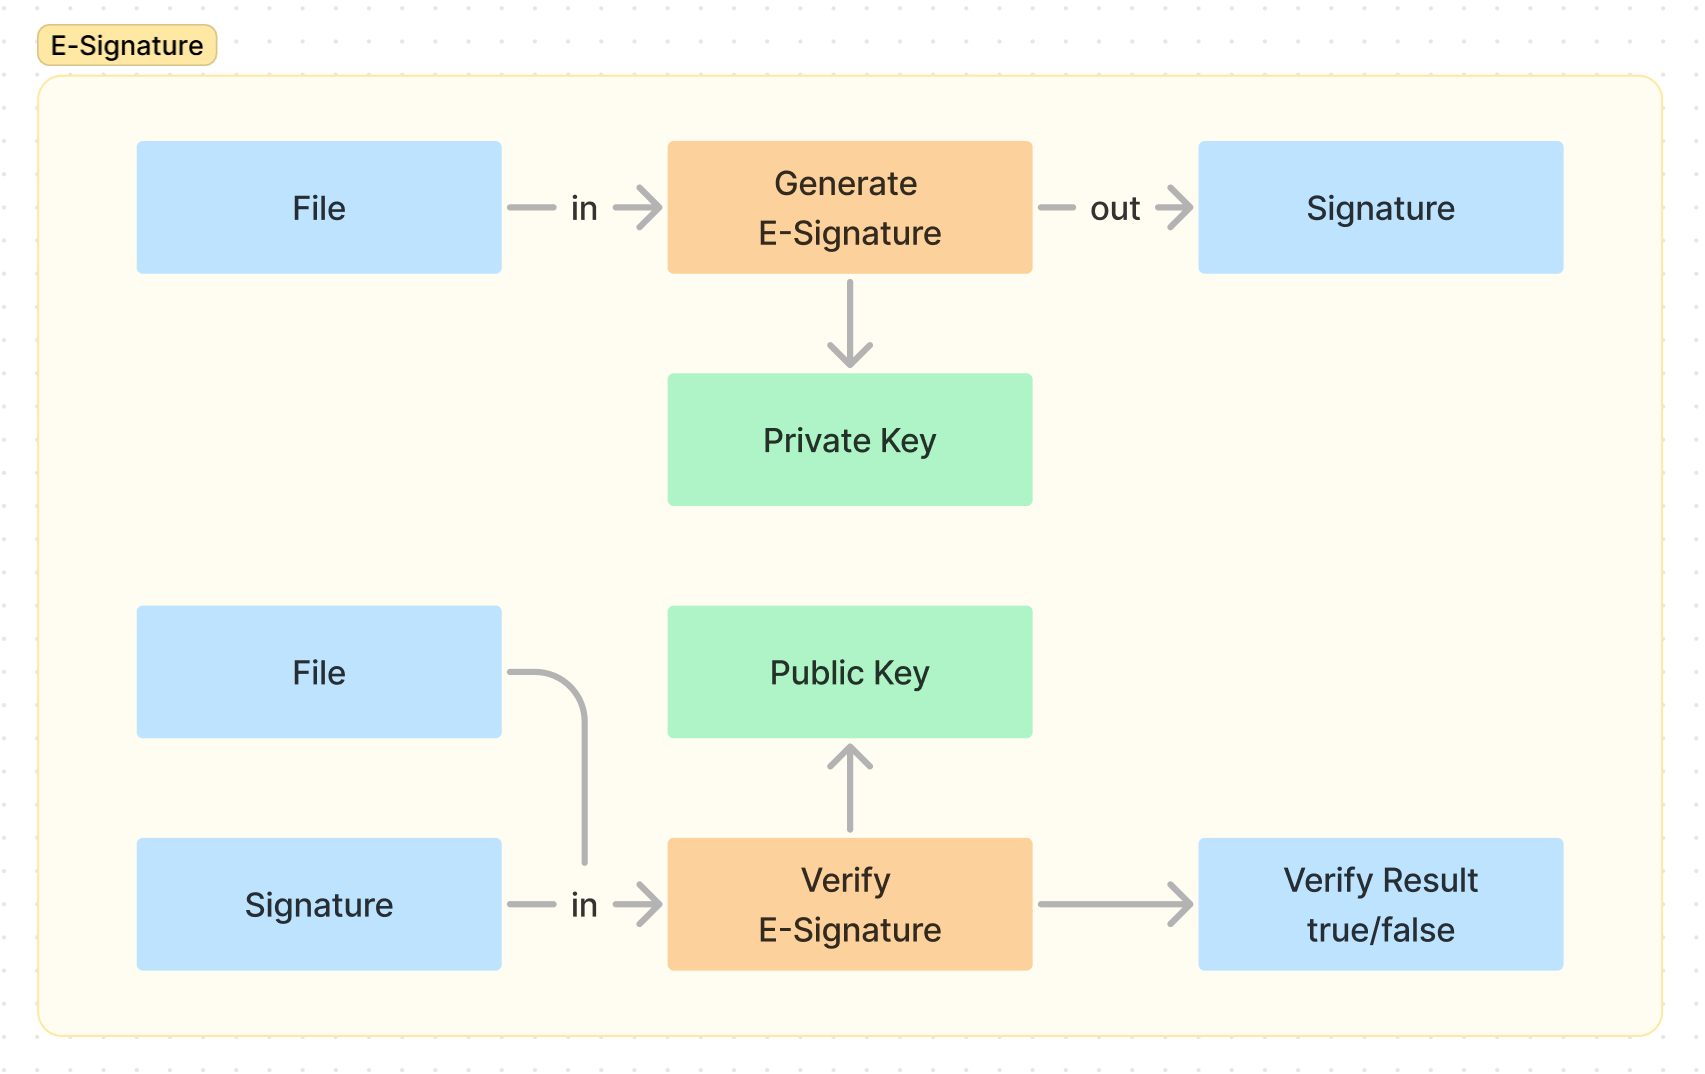 E-Signature
File
in
Generate
E-Signature
out
Signature
Private Key
File
Public Key
Signature
in
Verify
E-Signature
Verify Result
true/false